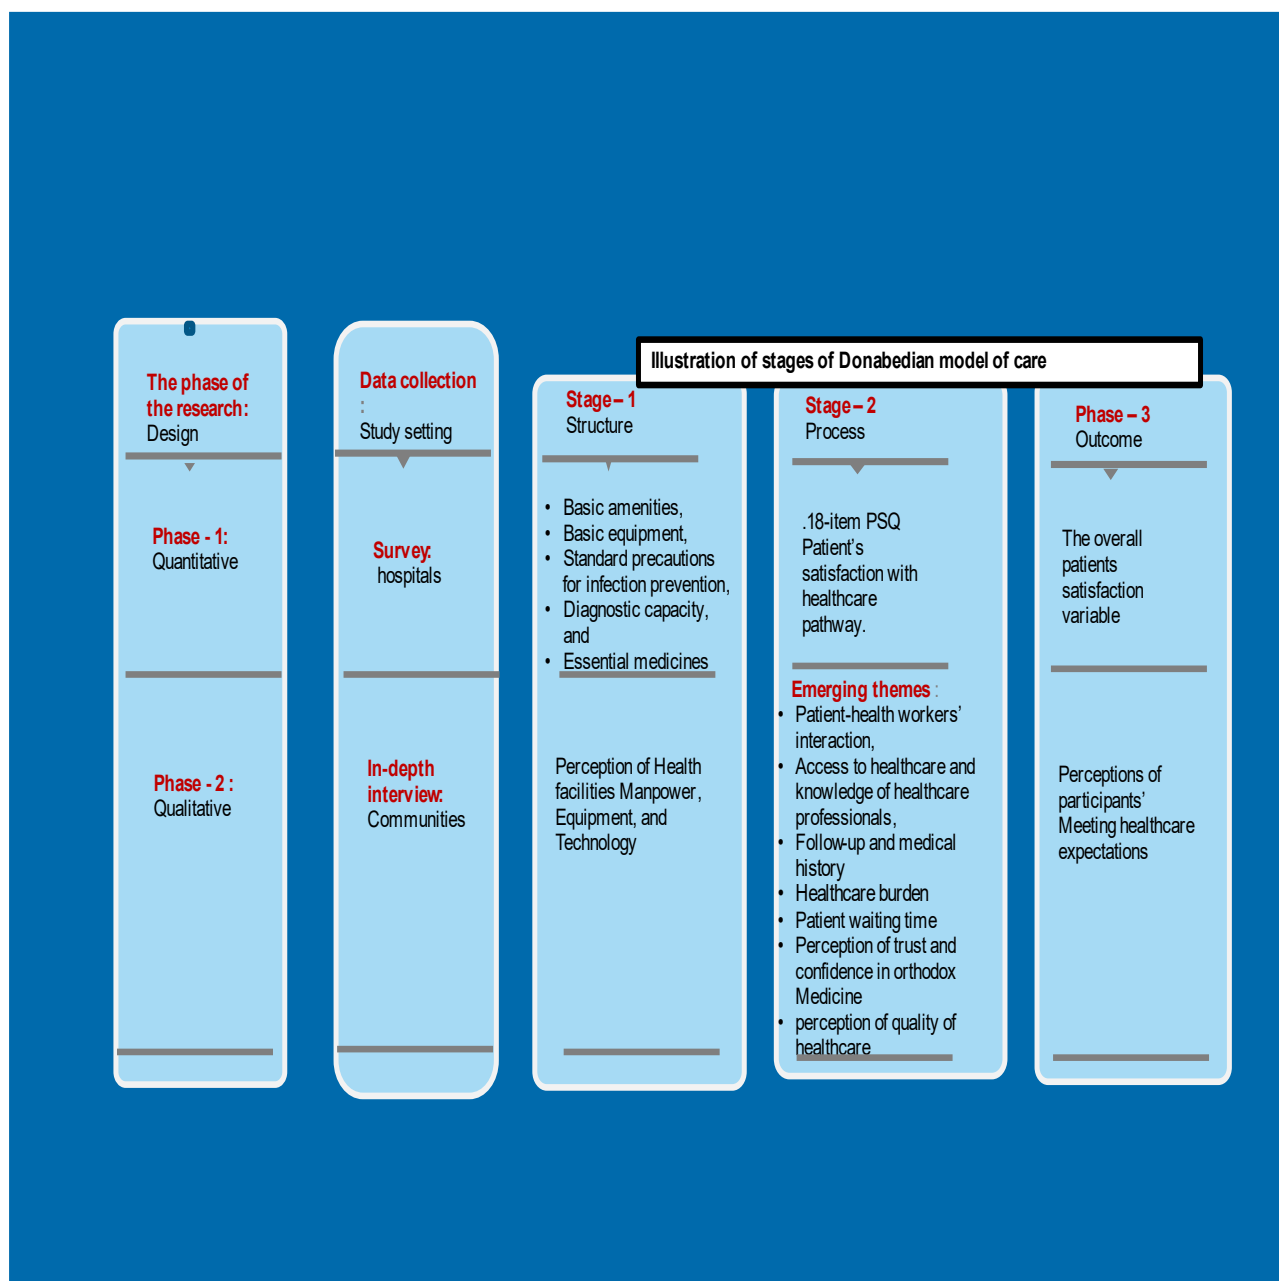 Illustration of stages of Donabedian model of care
The phase of
the research:
Design
Phase - 1:
Quantitative
Phase - 2 :
Qualitative
Data collection
:
Study setting
Survey:
hospitals
In-depth
interview:
Communities
Stage – 1
Structure
• Basic amenities,
• Basic equipment,
• Standard precautions
for infection prevention,
• Diagnostic capacity,
and
• Essential medicines
Perception of Health
facilities Manpower,
Equipment, and
Technology
Stage – 2
Process
.18-item PSQ
Patient’s
satisfaction with
healthcare
pathway.
Emerging themes :
• Patient-health workers’
interaction,
• Access to healthcare and
knowledge of healthcare
professionals,
• Follow-up and medical
history
• Healthcare burden
• Patient waiting time
• Perception of trust and
confidence in orthodox
Medicine
• perception of quality of
healthcare
Phase – 3
Outcome
The overall
patients
satisfaction
variable
Perceptions of
participants’
Meeting healthcare
expectations